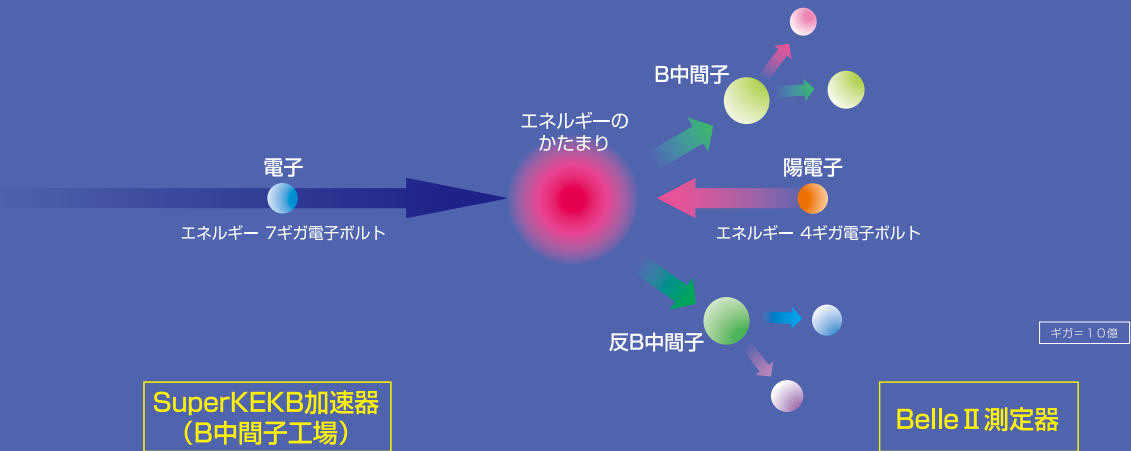 B中間子
エネルギーの
かたまり
電子
陽電子
エネルギー 7ギガ電子ボルト
エネルギー 4ギガ電子ボルト
反B中間子
ギガ=10億
SuperKEKB加速器
(B中間子工場)
BelleⅡ測定器